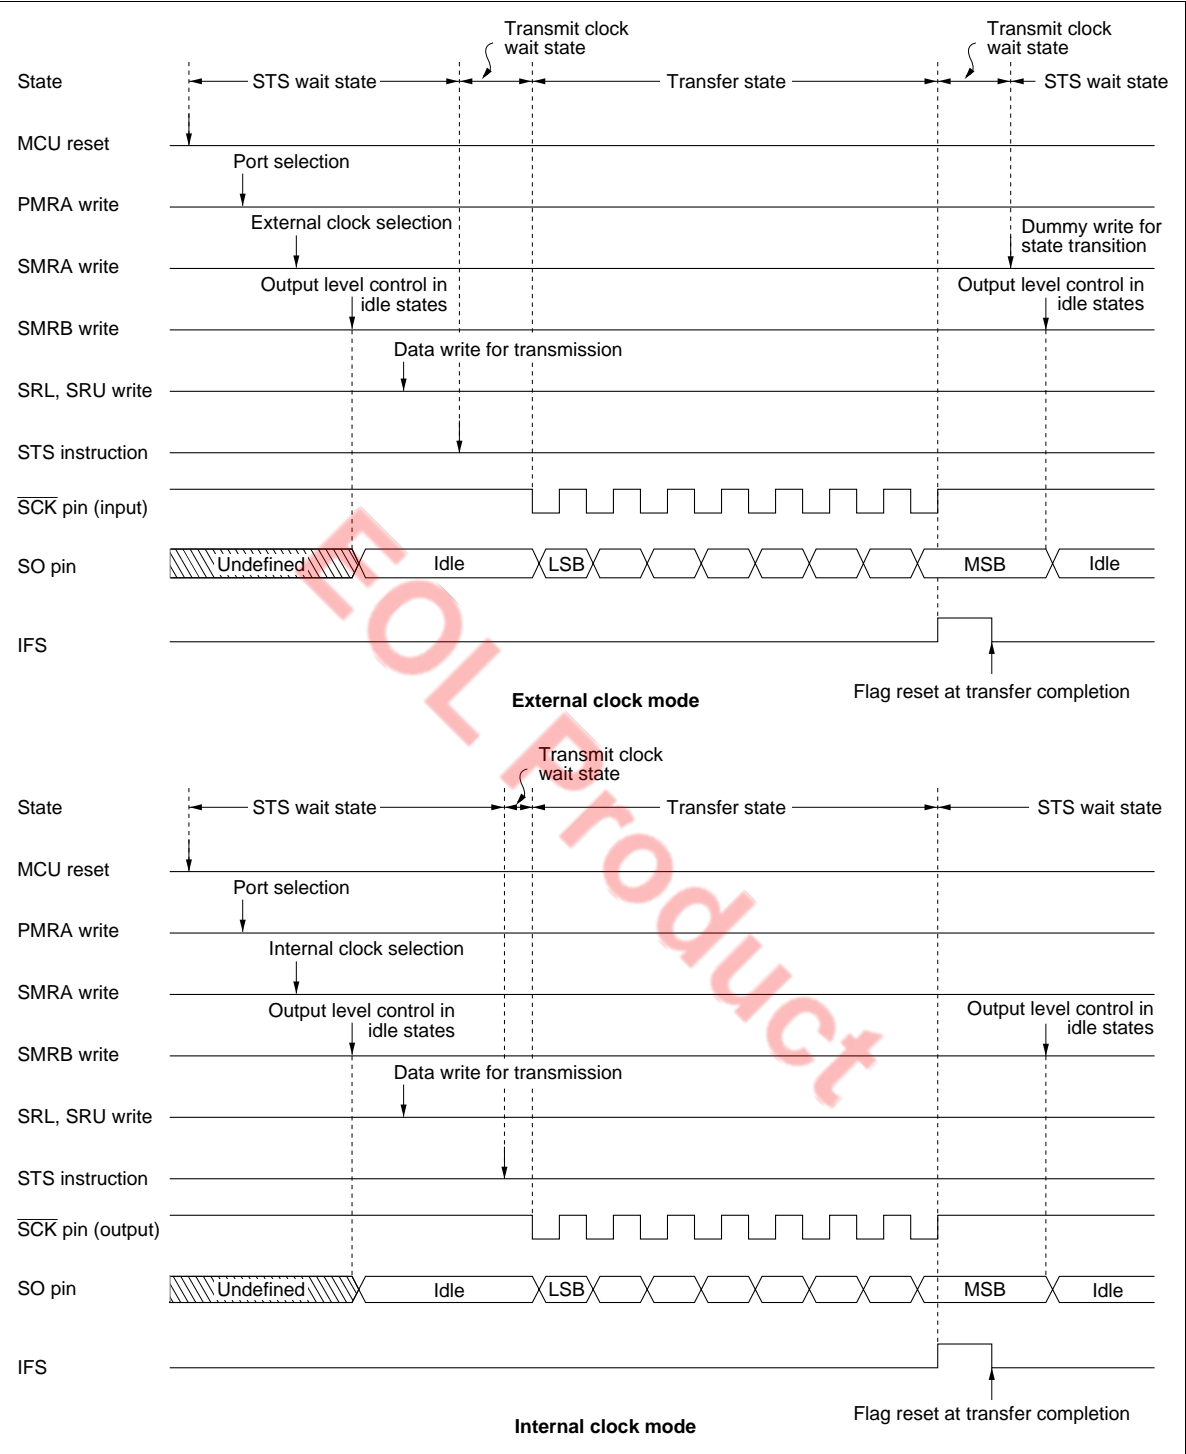 Transmit clock
wait state
Transmit clock
wait state
State
STS wait state
Transfer state
STS wait state
MCU reset
Port selection
PMRA write
External clock selection
Dummy write for
state transition
SMRA write
Output level control in
idle states
Output level control in
idle states
SMRB write
Data write for transmission
SRL, SRU write
STS instruction
SCK pin (input)
SO pin
Undefined
Idle
LSB
MSB
Idle
IFS
Flag reset at transfer completion
External clock mode
Transmit clock
wait state
State
STS wait state
Transfer state
STS wait state
MCU reset
Port selection
PMRA write
Internal clock selection
SMRA write
Output level control in
idle states
Output level control in
idle states
SMRB write
Data write for transmission
SRL, SRU write
STS instruction
SCK pin (output)
SO pin
Undefined
Idle
LSB
MSB
Idle
IFS
Flag reset at transfer completion
Internal clock mode
EOL Product